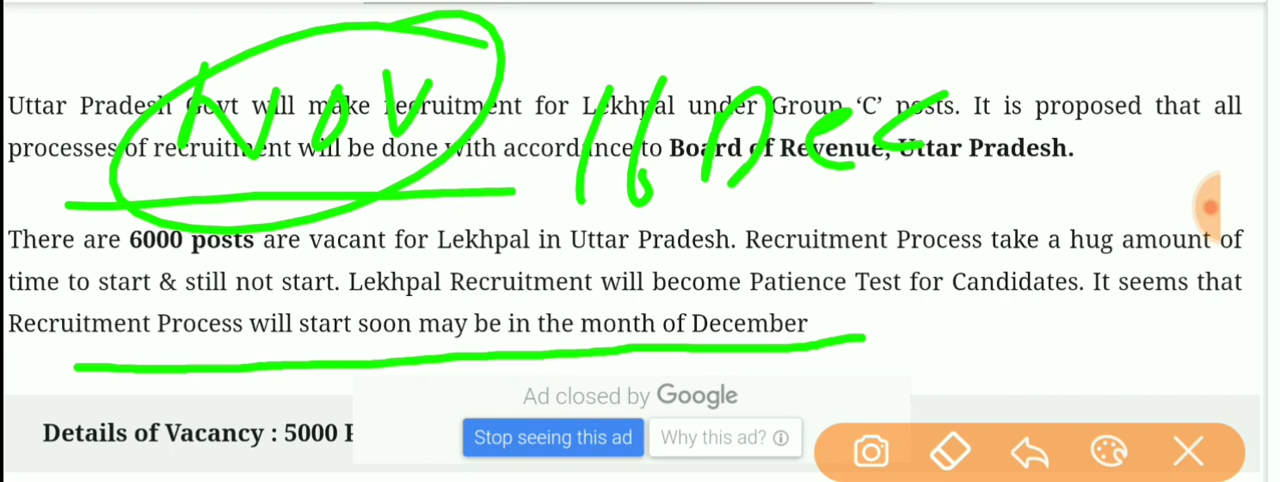 Uttar Pradesh Govt will make recruitment for Lekhpal under Group ‘C’ posts. It is proposed that all
processes of recruitment will be done with accordance to Board of Revenue, Uttar Pradesh.
Nov 16 Dec
There are 6000 posts are vacant for Lekhpal in Uttar Pradesh. Recruitment Process take a hug amount of
time to start & still not start. Lekhpal Recruitment will become Patience Test for Candidates. It seems that
Recruitment Process will start soon may be in the month of December
Ad closed by Google
Details of Vacancy : 5000
Stop seeing this ad Why this ad?